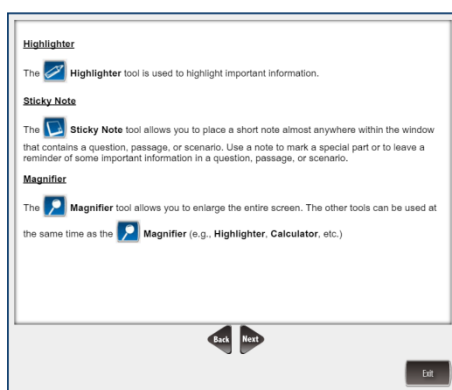 Highlighter
The Highlighter tool is used to highlight important information.
Sticky Note
The Sticky Note tool allows you to place a short note almost anywhere within the window
that contains a question, passage, or scenario. Use a note to mark a special part or to leave a
reminder of some important information in a question, passage, or scenario.
Magnifier
The Magnifier tool allows you to enlarge the entire screen. The other tools can be used at
the same time as the Magnifier (e.g., Highlighter, Calculator, etc.)
Back Next
Exit